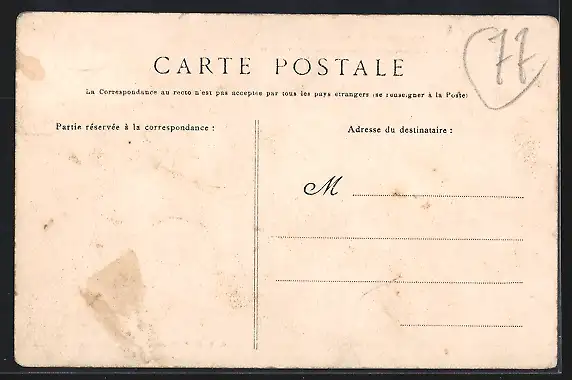 77
CARTE POSTALE
La Correspondance au recto n'est pas acceptée par tous les pays étrangers (se renseigner à la Poste)
Partie réservée à la correspondance :
Adresse du destinataire :
M